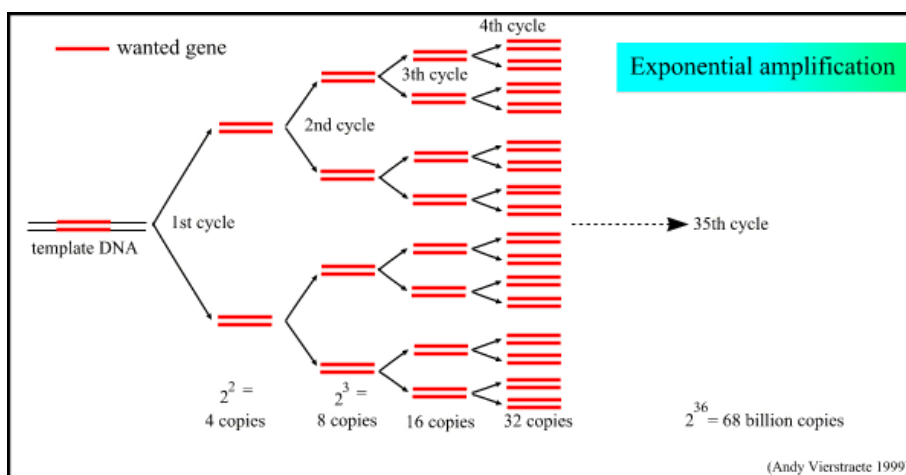 4th cycle
wanted gene
3th cycle
Exponential amplification
2nd cycle
1st cycle
35th cycle
template DNA
2^2 =
4 copies
2^3 =
8 copies
16 copies
32 copies
2^36 = 68 billion copies
(Andy Vierstraete 1999)